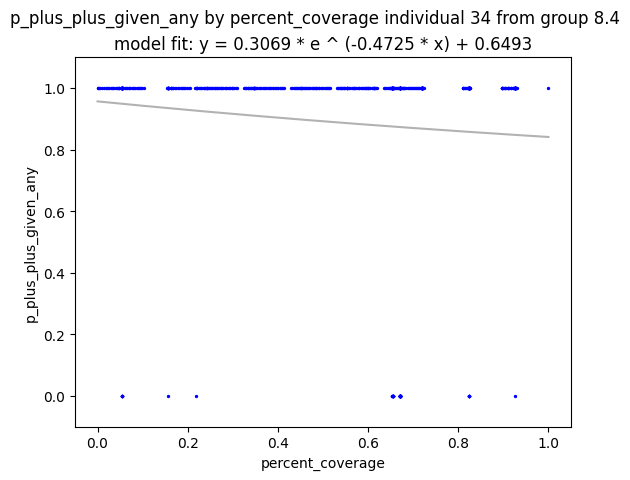 p_plus_plus_given_any by percent_coverage individual 34 from group 8.4
model fit: y = 0.3069 * e ^ (-0.4725 * x) + 0.6493
p_plus_plus_given_any
1.0
0.8
0.6
0.4
0.2
0.0
0.0 0.2 0.4 0.6 0.8 1.0
percent_coverage